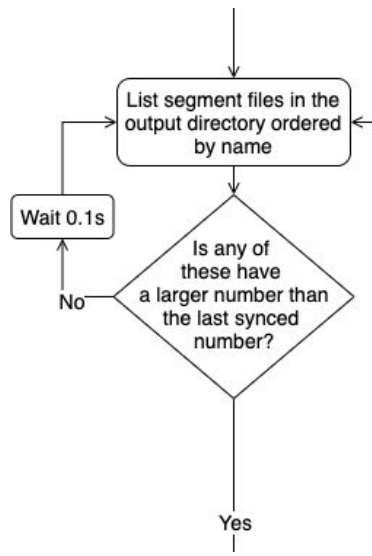 List segment files in the
output directory ordered
by name
Wait 0.1s
Is any of
these have
a larger number than
the last synced
number?
No
Yes